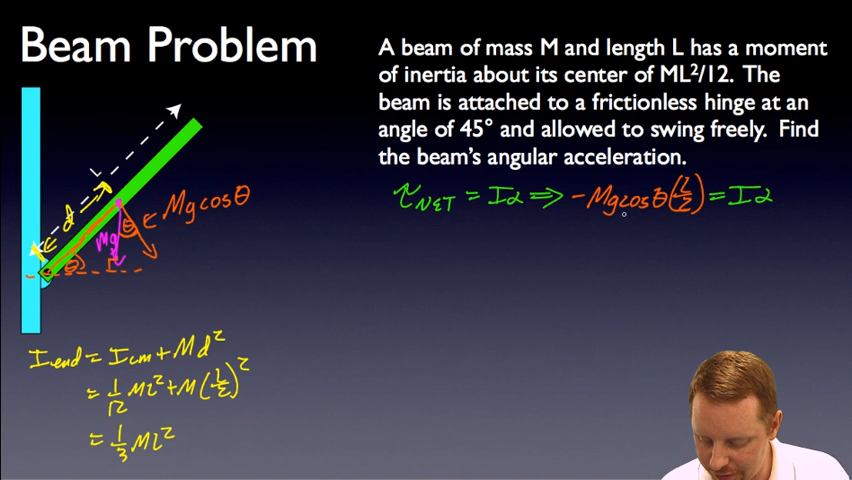 Beam Problem
A beam of mass M and length L has a moment
of inertia about its center of ML²/12. The
beam is attached to a frictionless hinge at an
angle of 45° and allowed to swing freely. Find
the beam's angular acceleration.
τNET = Iα ⟹ -Mgcosθ(L/2) = Iα
L
d
Mgcosθ
θ
Mg
θ
Iend = Icm + Md²
= 1/12 ML² + M(L/2)²
= 1/3 ML²